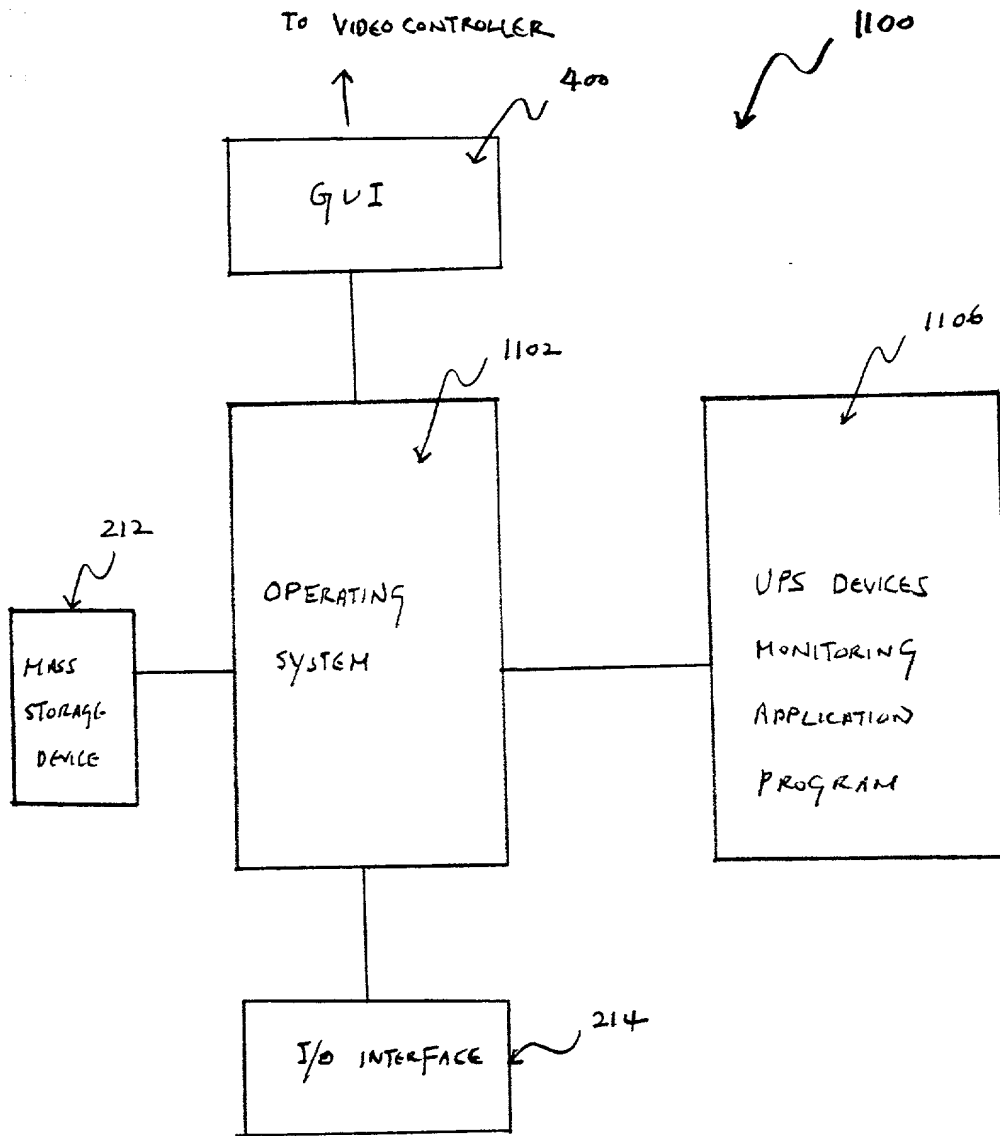 TO VIDEO CONTROLLER
1100
400
GUI
1102
1106
212
OPERATING
SYSTEM
UPS DEVICES
MONITORING
APPLICATION
PROGRAM
MASS
STORAGE
DEVICE
I/O INTERFACE
214